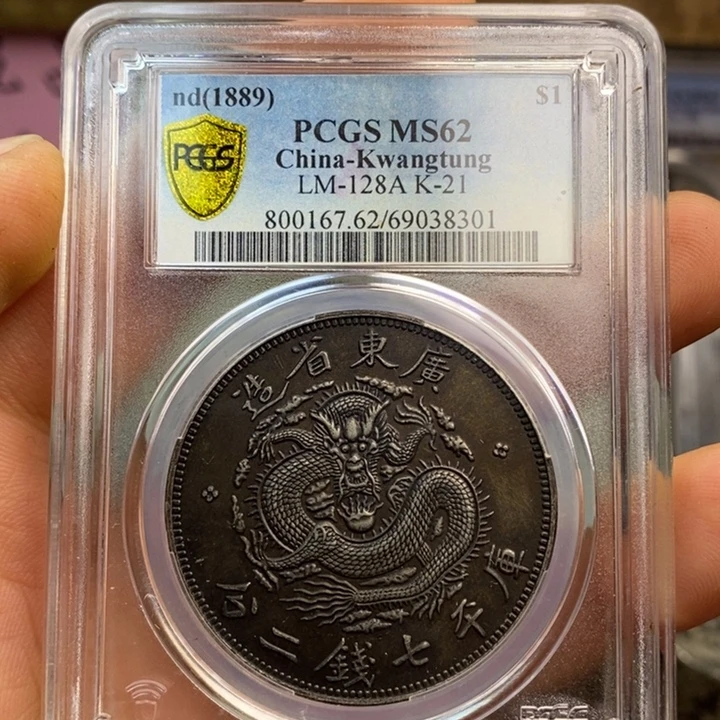 nd(1889) $1
PCGS PCGS MS62
China-Kwangtung
LM-128A K-21
800167.62/69038301
廣東省造
庫平七錢二分
PCGS